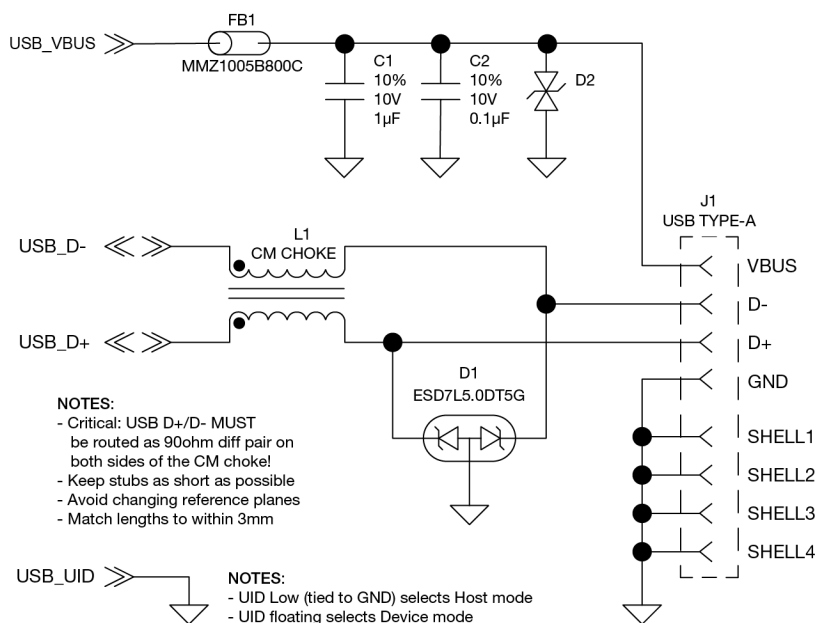 FB1
USB_VBUS
MMZ1005B800C
C1
10%
10V
1µF
C2
10%
10V
0.1µF
D2
J1
USB TYPE-A
L1
CM CHOKE
USB_D-
USB_D+
VBUS
D-
D+
GND
SHELL1
SHELL2
SHELL3
SHELL4
D1
ESD7L5.0DT5G
NOTES:
- Critical: USB D+/D- MUST
be routed as 90ohm diff pair on
both sides of the CM choke!
- Keep stubs as short as possible
- Avoid changing reference planes
- Match lengths to within 3mm
USB_UID
NOTES:
- UID Low (tied to GND) selects Host mode
- UID floating selects Device mode